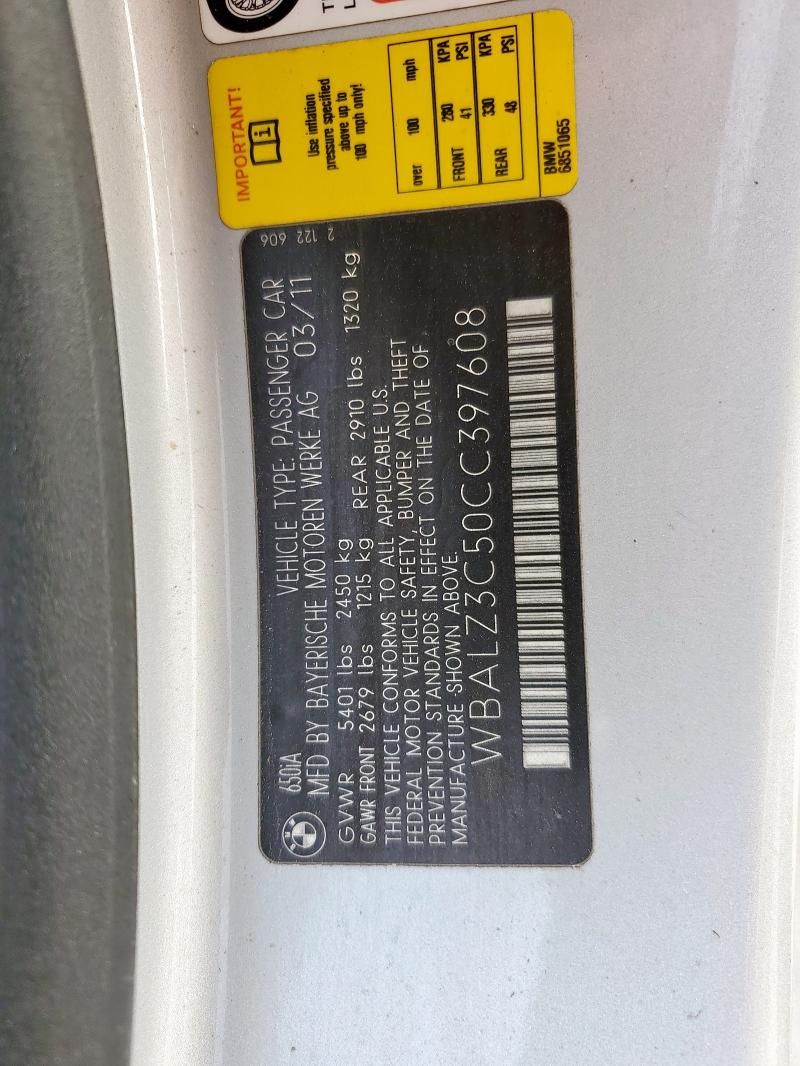 IMPORTANT!
i
Use inflation
pressure specified
above up to
100 mph only!
over 100 mph
FRONT 280 KPA
41 PSI
REAR 330 KPA
48 PSI
BMW
6851065
606 122 2
650iA VEHICLE TYPE: PASSENGER CAR
MFD BY BAYERISCHE MOTOREN WERKE AG 03/11
GVWR 5401 lbs 2450 kg
GAWR FRONT 2679 lbs 1215 kg REAR 2910 lbs 1320 kg
THIS VEHICLE CONFORMS TO ALL APPLICABLE U.S.
FEDERAL MOTOR VEHICLE SAFETY, BUMPER AND THEFT
PREVENTION STANDARDS IN EFFECT ON THE DATE OF
MANUFACTURE SHOWN ABOVE.
WBALZ3C50CC397608